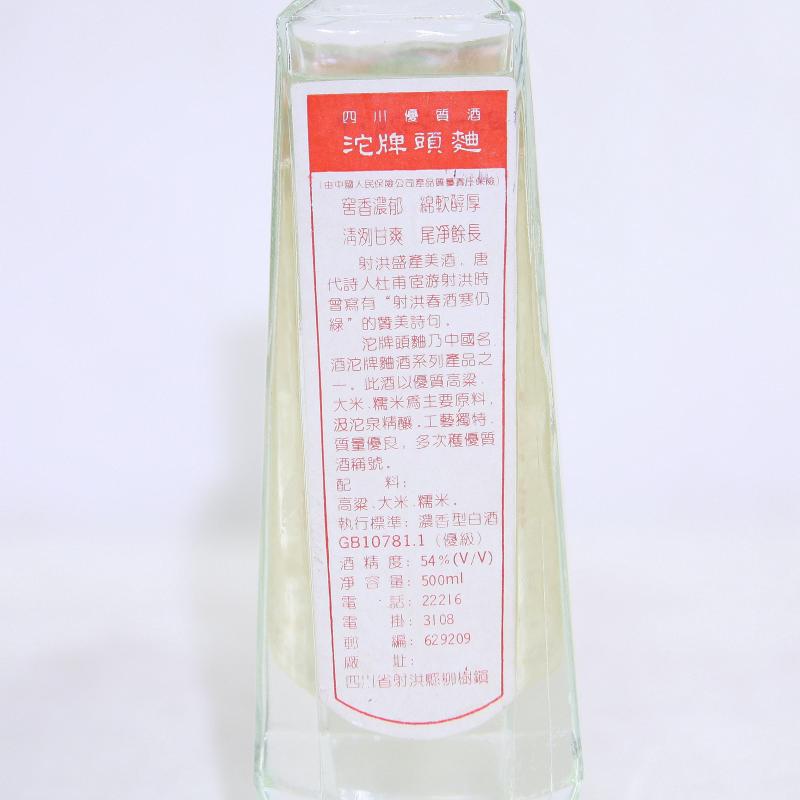 四川優質酒
沱牌頭麯
(由中國人民保險公司產品質量責任保險)
窖香濃郁 綿軟醇厚
清洌甘爽 尾凈餘長
射洪盛產美酒．唐
代詩人杜甫宦游射洪時
曾寫有“射洪春酒寒仍
綠”的贊美詩句．
沱牌頭麯乃中國名
酒沱牌麯酒系列產品之
一．此酒以優質高粱．
大米．糯米爲主要原料，
汲沱泉精釀．工藝獨特．
質量優良．多次獲優質
酒稱號．
配 料：
高粱．大米．糯米．
執行標準：濃香型白酒
GB10781.1（優級）
酒精度：54%(V/V)
凈容量：500ml
電 話：22216
電 掛：3108
郵 編：629209
廠 址：
四川省射洪縣柳樹鎮